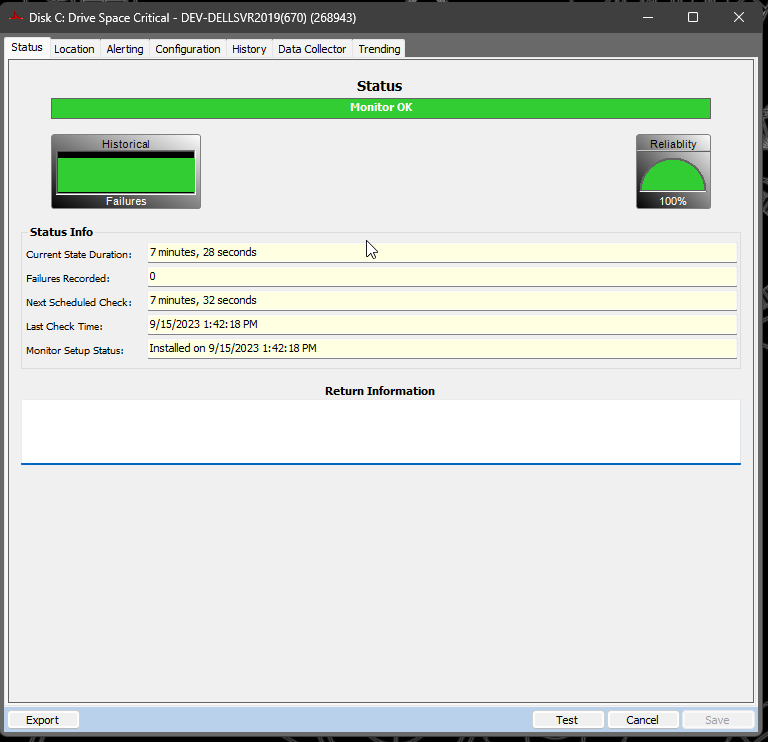 Disk C: Drive Space Critical - DEV-DELLSVR2019(670) (268943)
Status Location Alerting Configuration History Data Collector Trending
Status
Monitor OK
Historical
Failures
Reliablity
100%
Status Info
Current State Duration: 7 minutes, 28 seconds
Failures Recorded: 0
Next Scheduled Check: 7 minutes, 32 seconds
Last Check Time: 9/15/2023 1:42:18 PM
Monitor Setup Status: Installed on 9/15/2023 1:42:18 PM
Return Information
Export Test Cancel Save